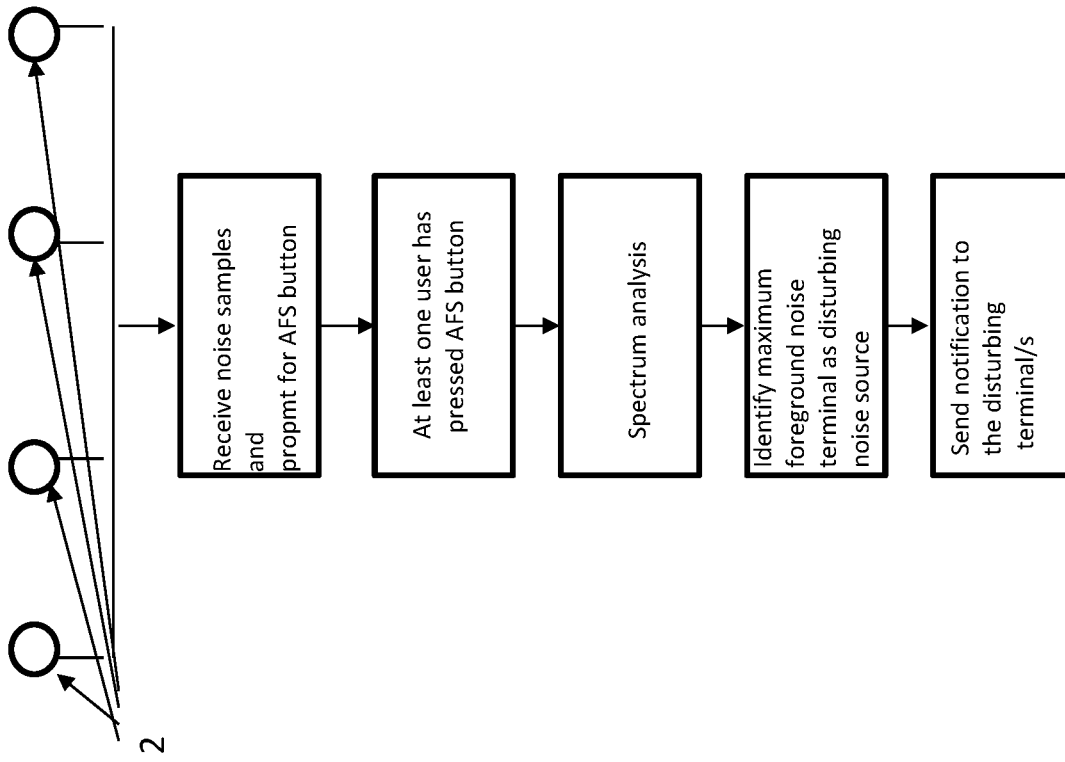 2
Receive noise samples
and
propmt for AFS button
At least one user has
pressed AFS button
Spectrum analysis
Identify maximum
foreground noise
terminal as disturbing
noise source
Send notification to
the disturbing
terminal/s